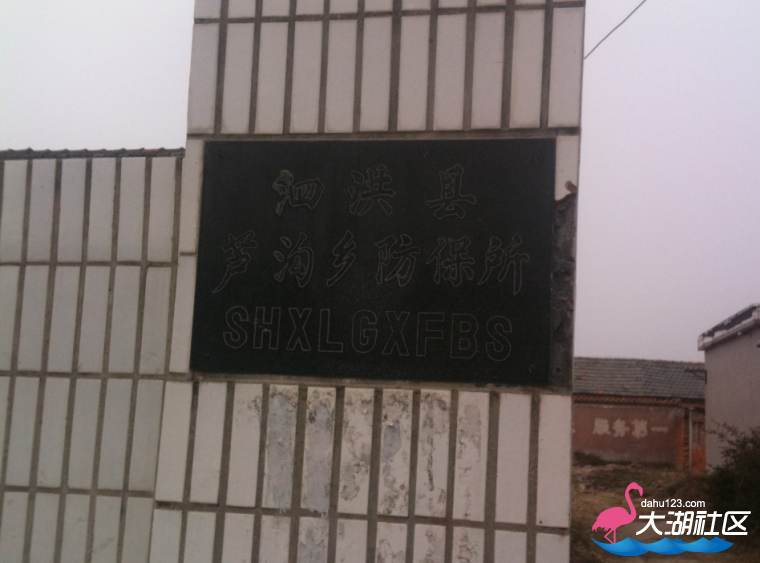 泗洪县
芦沟乡防保所
SHXLGXFBS
服务第一
dahu123.com
大湖社区